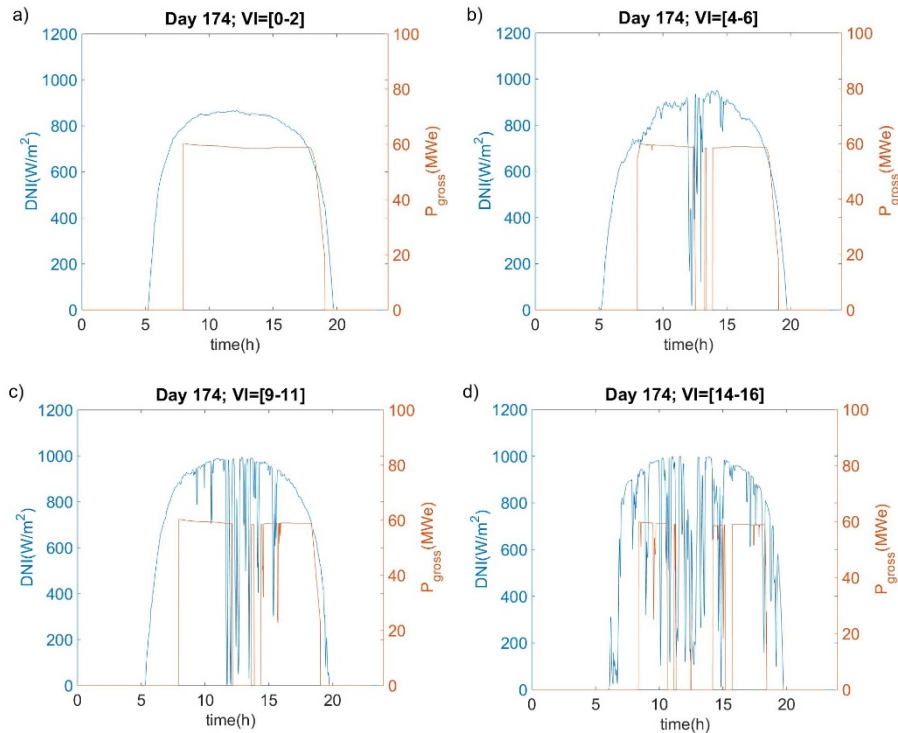 a)
Day 174; VI=[0-2]
1200
1000
800
600
400
200
0
DNI(W/m²)
100
80
60
40
20
0
P_gross(MWe)
0 5 10 15 20
time(h)
b)
Day 174; VI=[4-6]
1200
1000
800
600
400
200
0
DNI(W/m²)
100
80
60
40
20
0
P_gross(MWe)
0 5 10 15 20
time(h)
c)
Day 174; VI=[9-11]
1200
1000
800
600
400
200
0
DNI(W/m²)
100
80
60
40
20
0
P_gross(MWe)
0 5 10 15 20
time(h)
d)
Day 174; VI=[14-16]
1200
1000
800
600
400
200
0
DNI(W/m²)
100
80
60
40
20
0
P_gross(MWe)
0 5 10 15 20
time(h)